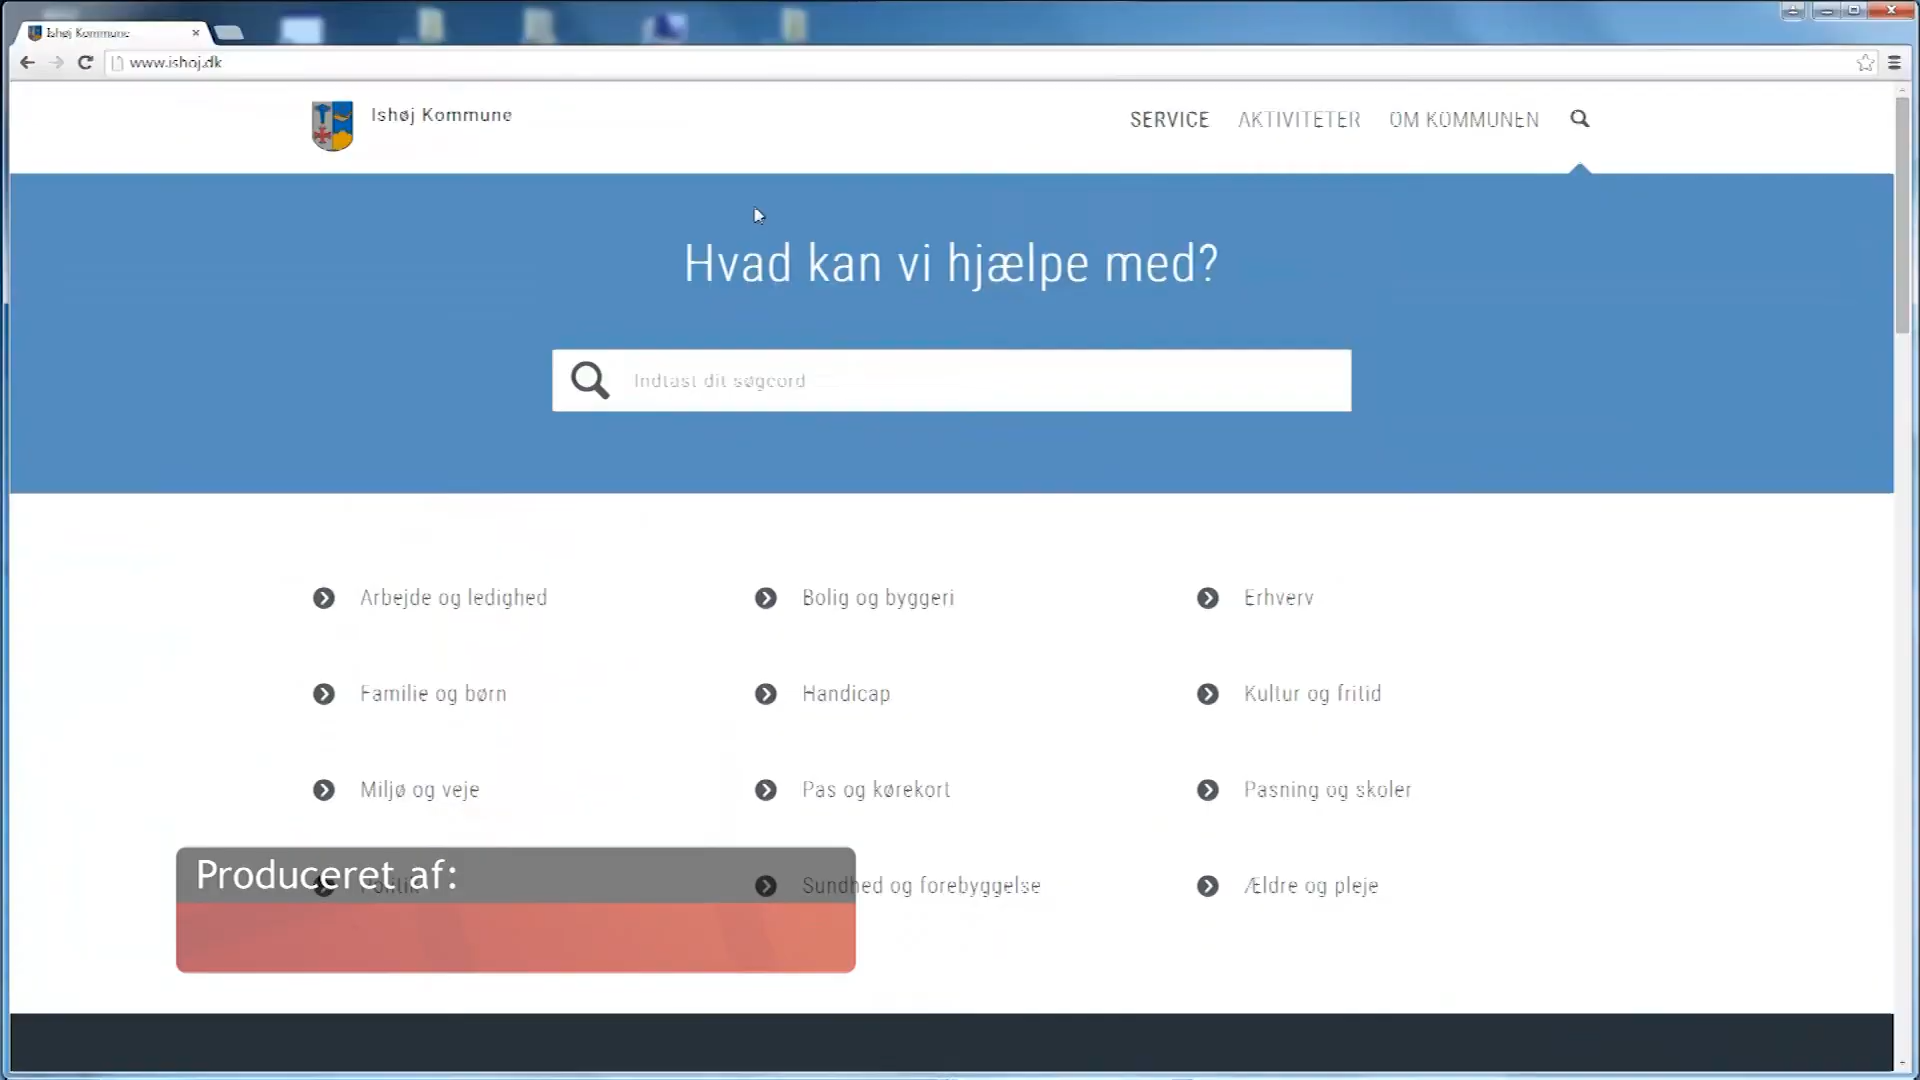 Ishøj Kommune
www.ishoj.dk
Ishøj Kommune
SERVICE AKTIVITETER OM KOMMUNEN
Hvad kan vi hjælpe med?
Indtast dit søgeord
Arbejde og ledighed Bolig og byggeri Erhverv
Familie og børn Handicap Kultur og fritid
Miljø og veje Pas og kørekort Pasning og skoler
Produceret af:
Sundhed og forebyggelse Ældre og pleje